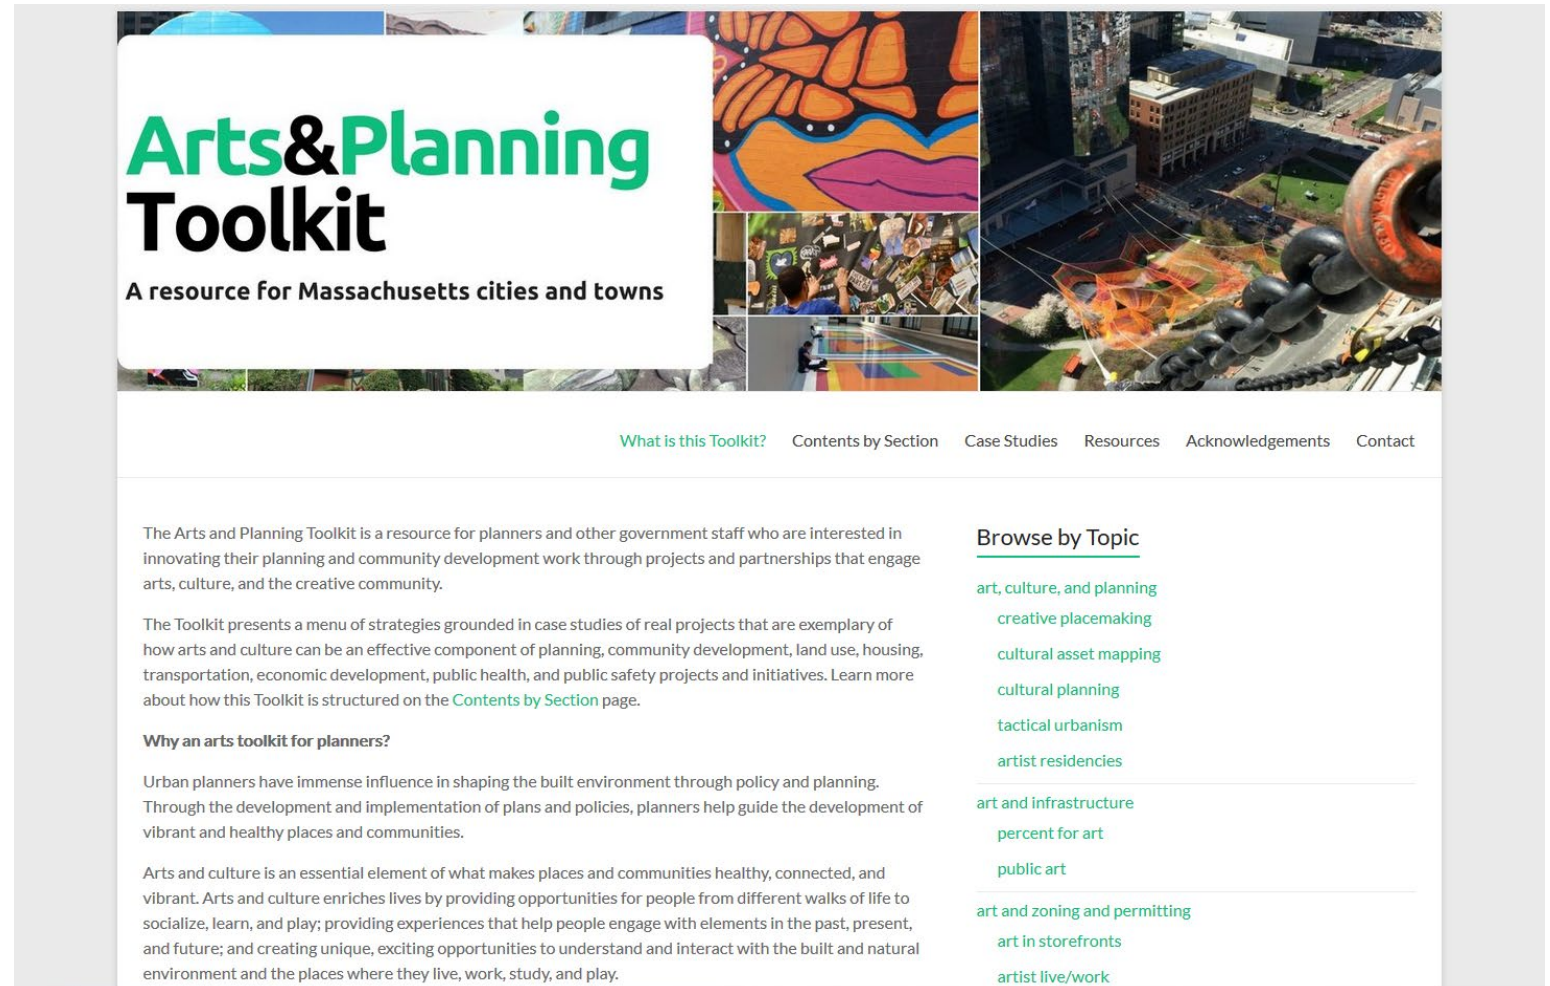 Arts&Planning
Toolkit
A resource for Massachusetts cities and towns
What is this Toolkit?
Contents by Section
Case Studies
Resources
Acknowledgements
Contact
The Arts and Planning Toolkit is a resource for planners and other government staff who are interested in
innovating their planning and community development work through projects and partnerships that engage
arts, culture, and the creative community.
The Toolkit presents a menu of strategies grounded in case studies of real projects that are exemplary of
how arts and culture can be an effective component of planning, community development, land use, housing,
transportation, economic development, public health, and public safety projects and initiatives. Learn more
about how this Toolkit is structured on the Contents by Section page.
Why an arts toolkit for planners?
Urban planners have immense influence in shaping the built environment through policy and planning.
Through the development and implementation of plans and policies, planners help guide the development of
vibrant and healthy places and communities.
Arts and culture is an essential element of what makes places and communities healthy, connected, and
vibrant. Arts and culture enriches lives by providing opportunities for people from different walks of life to
socialize, learn, and play; providing experiences that help people engage with elements in the past, present,
and future; and creating unique, exciting opportunities to understand and interact with the built and natural
environment and the places where they live, work, study, and play.
Browse by Topic
art, culture, and planning
creative placemaking
cultural asset mapping
cultural planning
tactical urbanism
artist residencies
art and infrastructure
percent for art
public art
art and zoning and permitting
art in storefronts
artist live/work